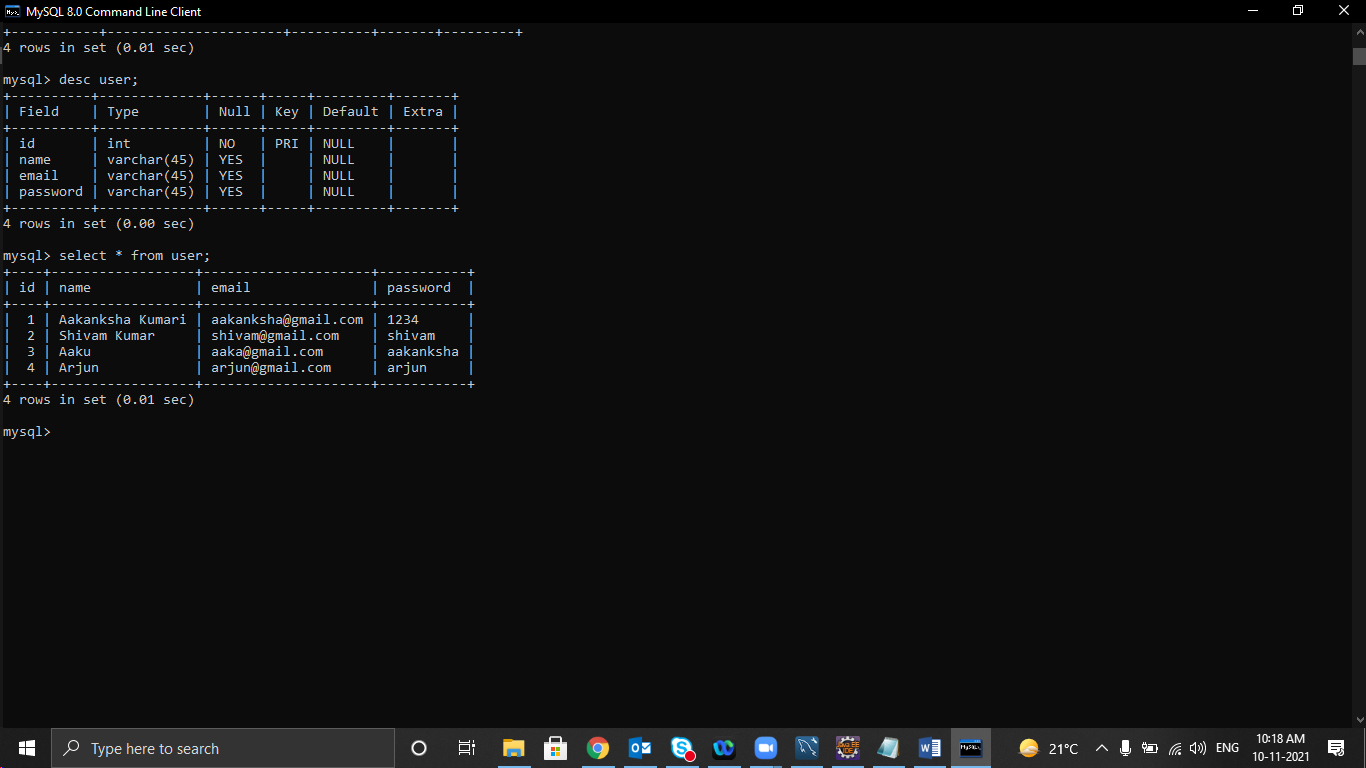 MySQL 8.0 Command Line Client
+-----------+----------------------+----------+-------+---------+
4 rows in set (0.01 sec)
mysql> desc user;
+----------+-------------+------+-----+---------+-------+
| Field    | Type        | Null | Key | Default | Extra |
+----------+-------------+------+-----+---------+-------+
| id       | int         | NO   | PRI | NULL    |       |
| name     | varchar(45) | YES  |     | NULL    |       |
| email    | varchar(45) | YES  |     | NULL    |       |
| password | varchar(45) | YES  |     | NULL    |       |
+----------+-------------+------+-----+---------+-------+
4 rows in set (0.00 sec)
mysql> select * from user;
+----+------------------+---------------------+-----------+
| id | name             | email               | password  |
+----+------------------+---------------------+-----------+
|  1 | Aakanksha Kumari | aakanksha@gmail.com | 1234      |
|  2 | Shivam Kumar     | shivam@gmail.com    | shivam    |
|  3 | Aaku             | aaka@gmail.com      | aakanksha |
|  4 | Arjun            | arjun@gmail.com     | arjun     |
+----+------------------+---------------------+-----------+
4 rows in set (0.01 sec)
mysql>
Type here to search
21°C
ENG
10:18 AM
10-11-2021